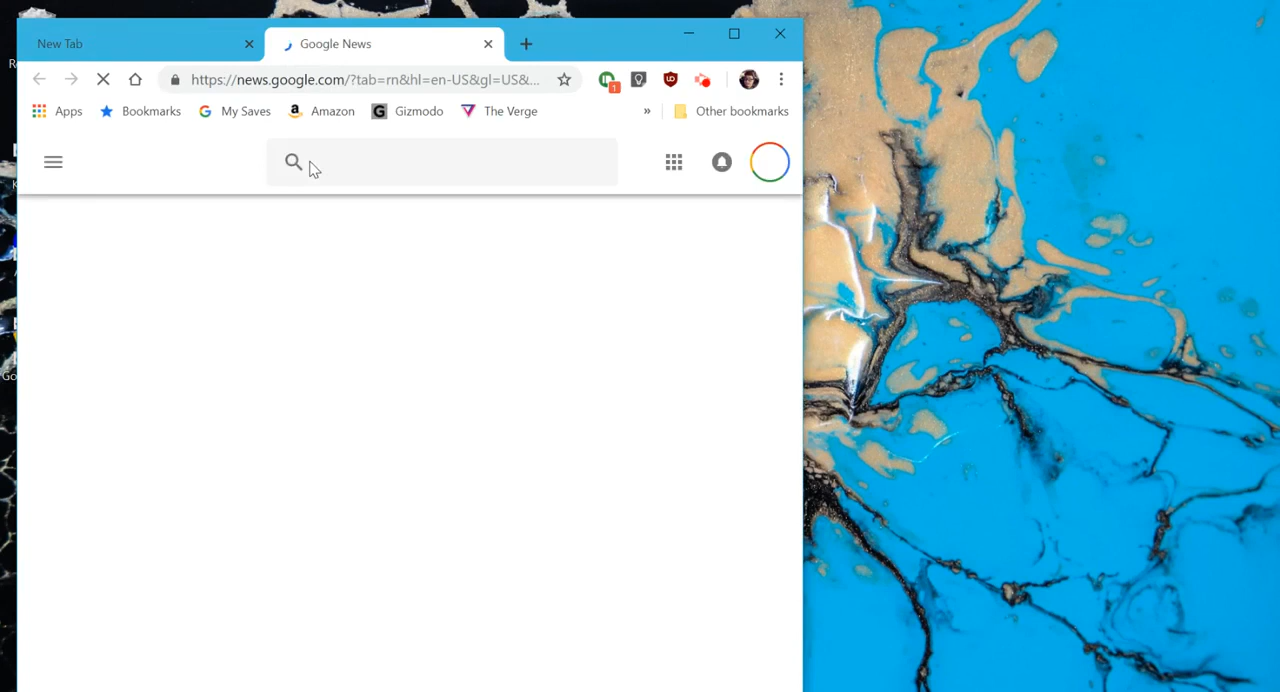 New Tab
Google News
https://news.google.com/?tab=rn&hl=en-US&gl=US&...
1
Apps
Bookmarks
My Saves
Amazon
Gizmodo
The Verge
»
Other bookmarks